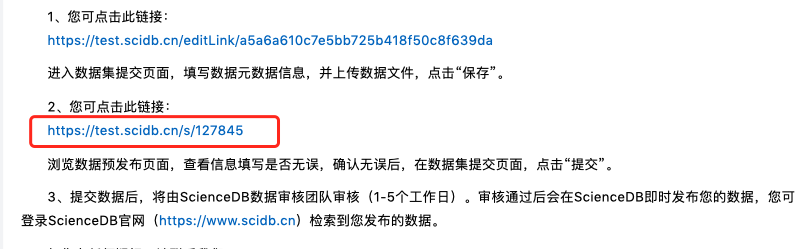 1、您可点击此链接：
https://test.scidb.cn/editLink/a5a6a610c7e5bb725b418f50c8f639da
进入数据集提交页面，填写数据元数据信息，并上传数据文件，点击“保存”。
2、您可点击此链接：
https://test.scidb.cn/s/127845
浏览数据预发布页面，查看信息填写是否无误，确认无误后，在数据集提交页面，点击“提交”。
3、提交数据后，将由ScienceDB数据审核团队审核（1-5个工作日）。审核通过后会在ScienceDB即时发布您的数据，您可
登录ScienceDB官网（https://www.scidb.cn）检索到您发布的数据。